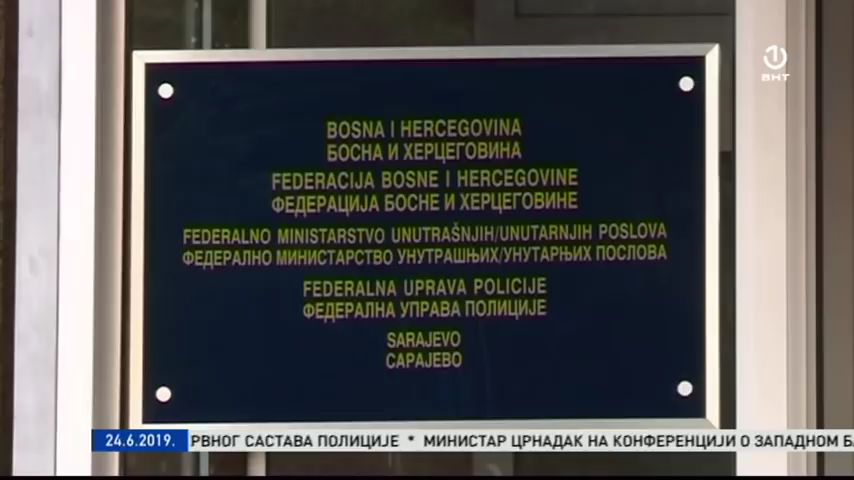 1
БНТ
BOSNA I HERCEGOVINA
БОСНА И ХЕРЦЕГОВИНА
FEDERACIJA BOSNE I HERCEGOVINE
ФЕДЕРАЦИЈА БОСНЕ И ХЕРЦЕГОВИНЕ
FEDERALNO MINISTARSTVO UNUTRAŠNJIH/UNUTARNJIH POSLOVA
ФЕДЕРАЛНО МИНИСТАРСТВО УНУТРАШЊИХ/УНУТАРЊИХ ПОСЛОВА
FEDERALNA UPRAVA POLICIJE
ФЕДЕРАЛНА УПРАВА ПОЛИЦИЈЕ
SARAJEVO
САРАЈЕВО
24.6.2019. РВНОГ САСТАВА ПОЛИЦИЈЕ * МИНИСТАР ЦРНАДАК НА КОНФЕРЕНЦИЈИ О ЗАПАДНОМ БА